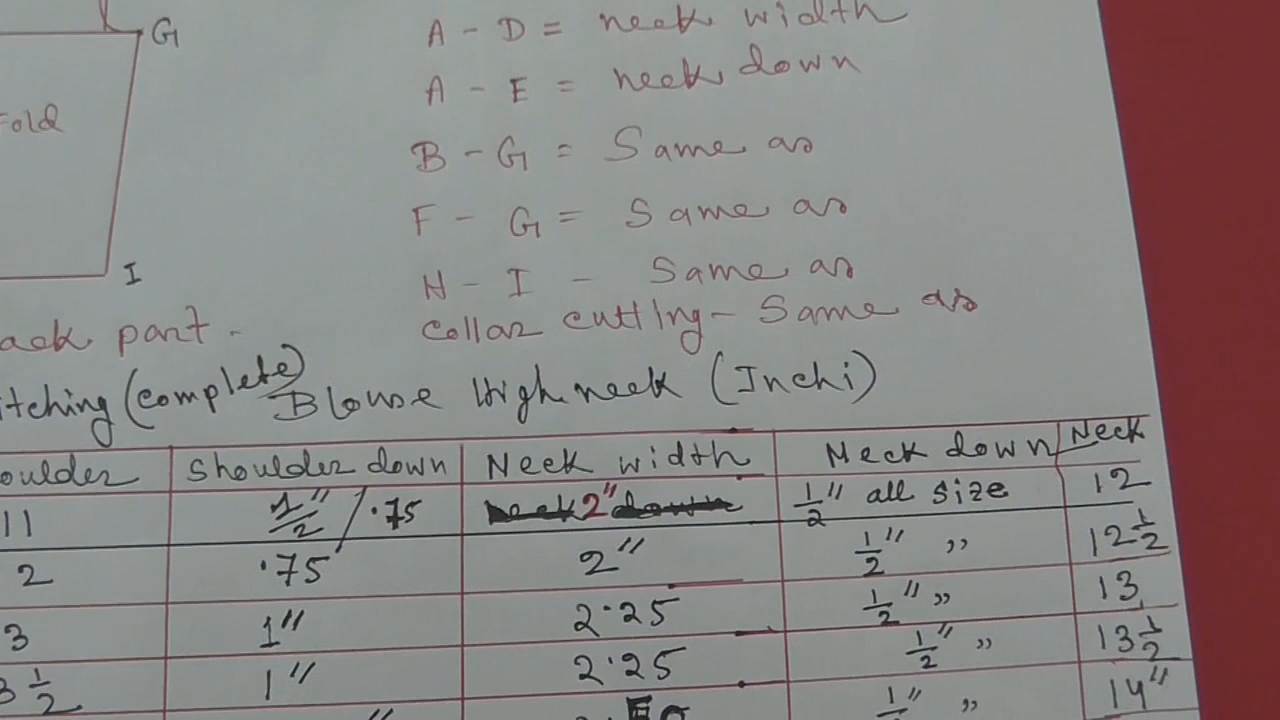 G
A - D = neck width
A - E = neck down
Fold
B - G = Same as
F - G = Same as
I
H - I - Same as
ack part -
Collar cutting - Same as
itching (complete) Blouse High neck (Inchi)
oulder Shoulder down Neck width Neck down Neck
11 1/2" / .75 2" 1/2" all size 12
2 .75 2" 1/2" ,, 12 1/2
3 1" 2.25 1/2" ,, 13
3 1/2 1" 2.25 1/2" ,, 13 1/2
1/2" ,, 14"